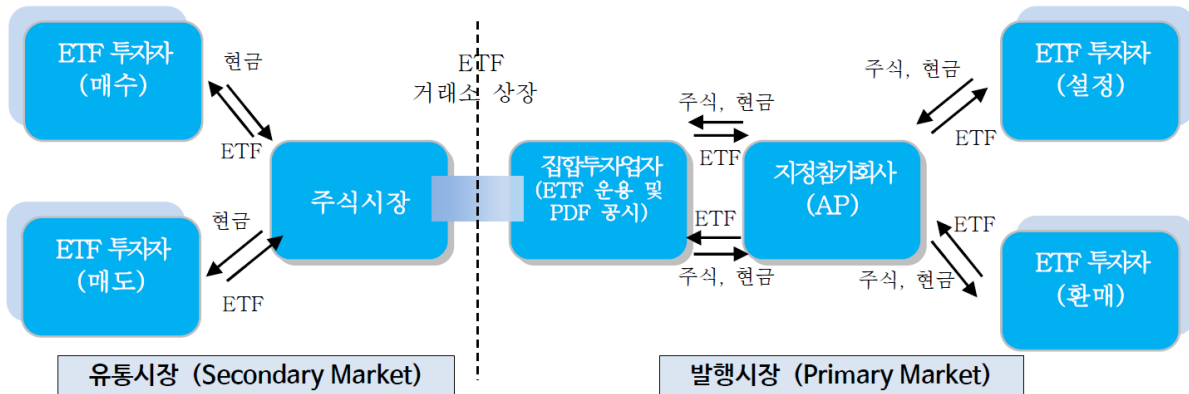 ETF 투자자
(매수)
현금
ETF
ETF 투자자
(매도)
현금
ETF
주식시장
ETF
거래소 상장
집합투자업자
(ETF 운용 및
PDF 공시)
주식, 현금
ETF
ETF
주식, 현금
지정참가회사
(AP)
주식, 현금
ETF
ETF 투자자
(설정)
ETF
주식, 현금
ETF 투자자
(환매)
유통시장 (Secondary Market)
발행시장 (Primary Market)